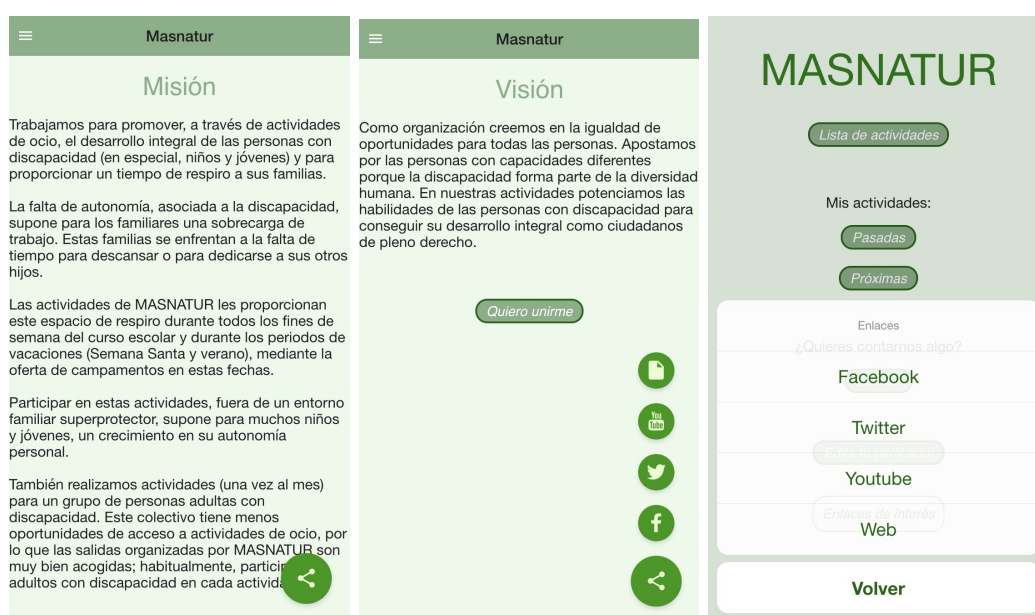 Masnatur
Misión
Trabajamos para promover, a través de actividades
de ocio, el desarrollo integral de las personas con
discapacidad (en especial, niños y jóvenes) y para
proporcionar un tiempo de respiro a sus familias.
La falta de autonomía, asociada a la discapacidad,
supone para los familiares una sobrecarga de
trabajo. Estas familias se enfrentan a la falta de
tiempo para descansar o para dedicarse a sus otros
hijos.
Las actividades de MASNATUR les proporcionan
este espacio de respiro durante todos los fines de
semana del curso escolar y durante los periodos de
vacaciones (Semana Santa y verano), mediante la
oferta de campamentos en estas fechas.
Participar en estas actividades, fuera de un entorno
familiar superprotector, supone para muchos niños
y jóvenes, un crecimiento en su autonomía
personal.
También realizamos actividades (una vez al mes)
para un grupo de personas adultas con
discapacidad. Este colectivo tiene menos
oportunidades de acceso a actividades de ocio, por
lo que las salidas organizadas por MASNATUR son
muy bien acogidas; habitualmente,
adultos con discapacidad en cada
Masnatur
Visión
Como organización creemos en la igualdad de
oportunidades para todas las personas. Apostamos
por las personas con capacidades diferentes
porque la discapacidad forma parte de la diversidad
humana. En nuestras actividades potenciamos las
habilidades de las personas con discapacidad para
conseguir su desarrollo integral como ciudadanos
de pleno derecho.
Quiero unirme
You
Tube
MASNATUR
Lista de actividades
Mis actividades:
Pasadas
Próximas
Enlaces
¿Quieres contarnos algo?
Facebook
Twitter
Youtube
Enlaces de interés
Web
Volver